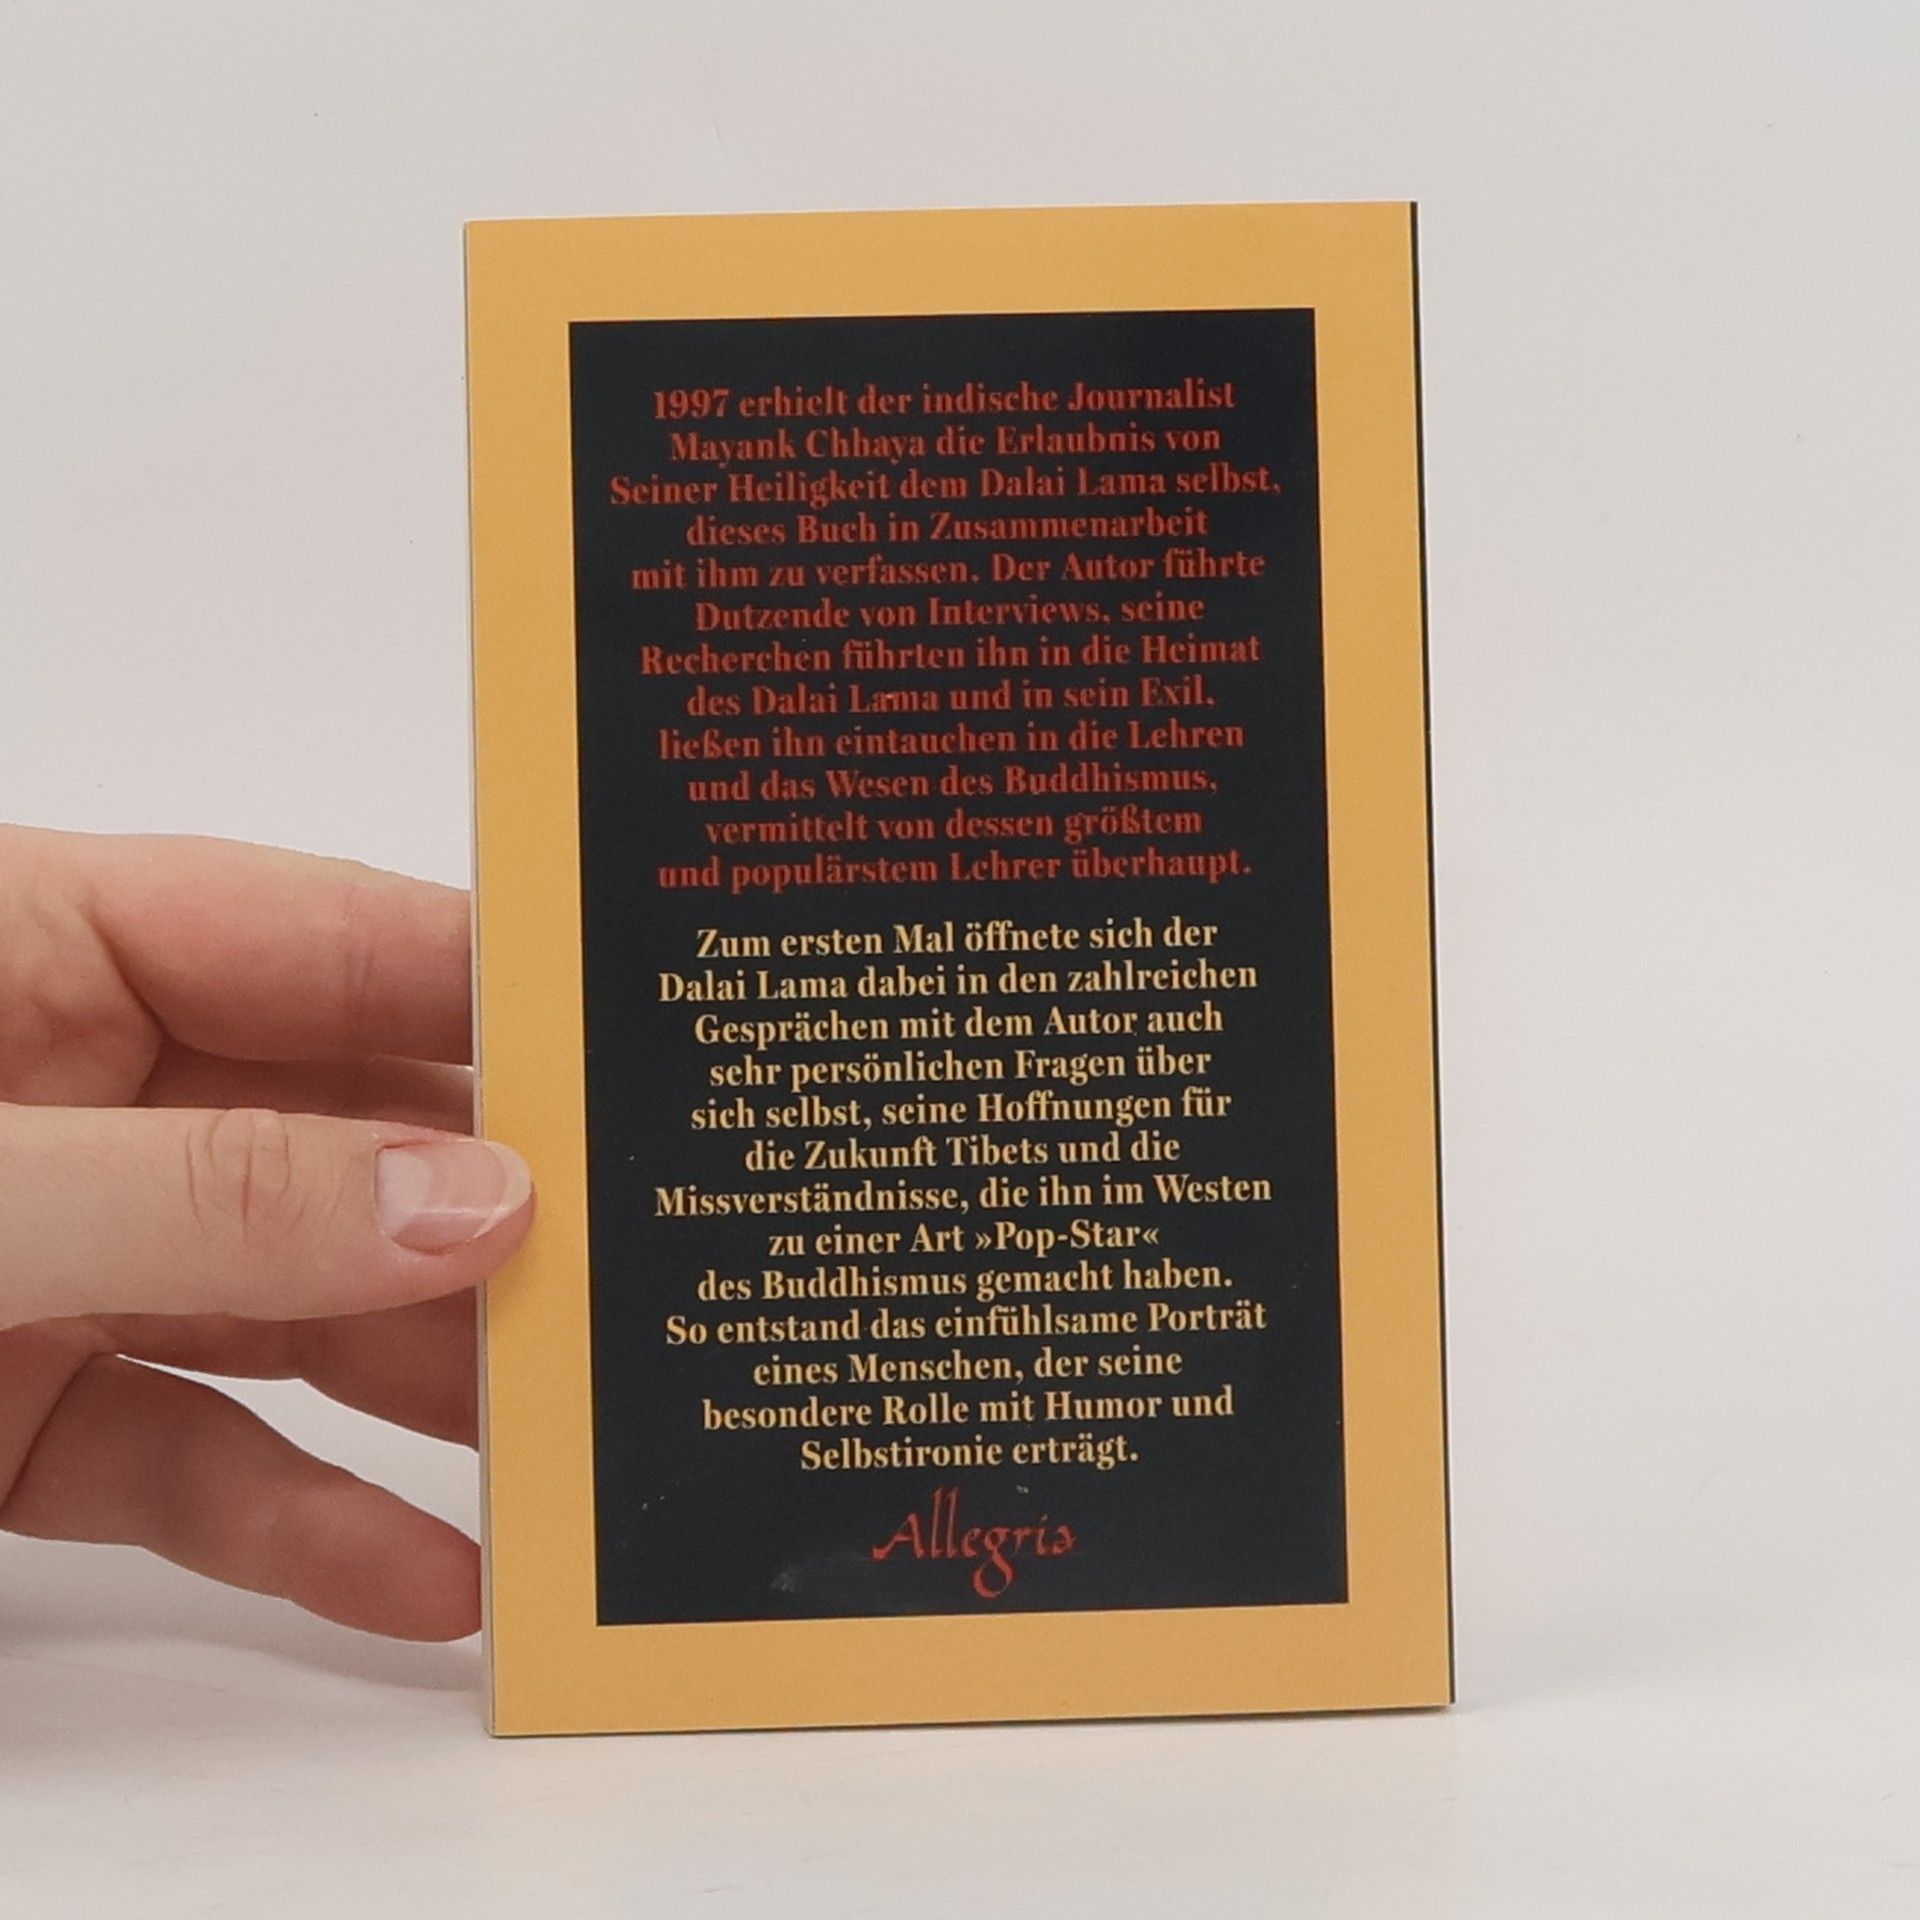 1997 erhielt der indische Journalist
Mayank Chhaya die Erlaubnis von
Seiner Heiligkeit dem Dalai Lama selbst,
dieses Buch in Zusammenarbeit
mit ihm zu verfassen. Der Autor führte
Dutzende von Interviews, seine
Recherchen führten ihn in die Heimat
des Dalai Lama und in sein Exil,
ließen ihn eintauchen in die Lehren
und das Wesen des Buddhismus,
vermittelt von dessen größtem
und populärstem Lehrer überhaupt.
Zum ersten Mal öffnete sich der
Dalai Lama dabei in den zahlreichen
Gesprächen mit dem Autor auch
sehr persönlichen Fragen über
sich selbst, seine Hoffnungen für
die Zukunft Tibets und die
Missverständnisse, die ihn im Westen
zu einer Art »Pop-Star«
des Buddhismus gemacht haben.
So entstand das einfühlsame Porträt
eines Menschen, der seine
besondere Rolle mit Humor und
Selbstironie erträgt.
Allegria